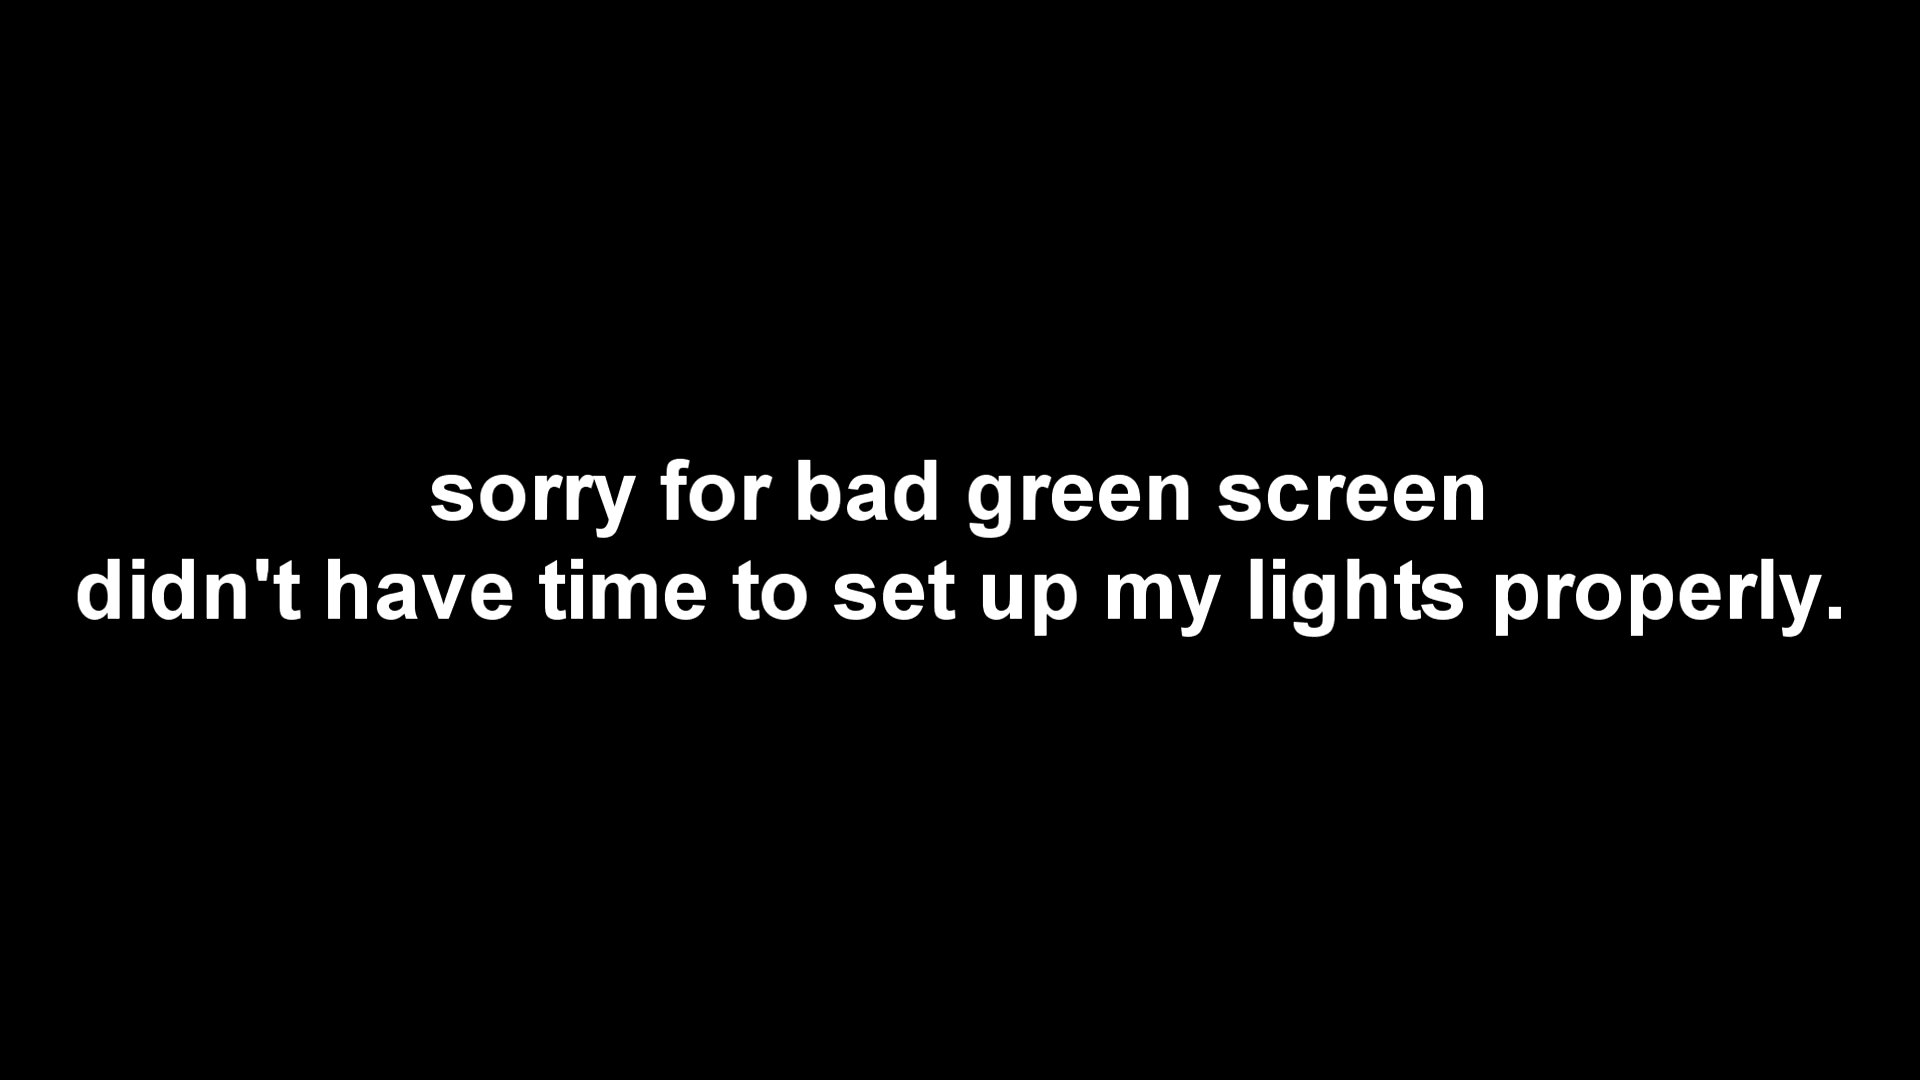 sorry for bad green screen
didn't have time to set up my lights properly.